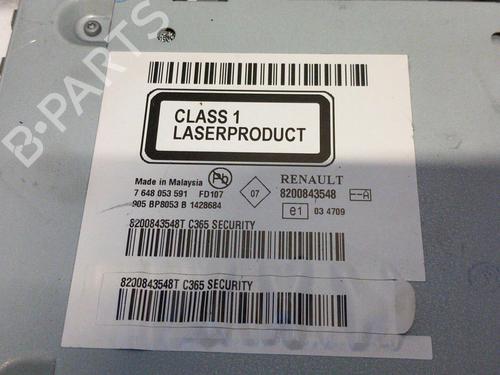 B-PARTS
CLASS 1
LASERPRODUCT
Made in Malaysia Pb RENAULT
7 648 053 591 FD107 07 8200843548 --A
905 BP8053 B 1428684 e1 03 4709
8200843548T C365 SECURITY
8200843548T C365 SECURITY